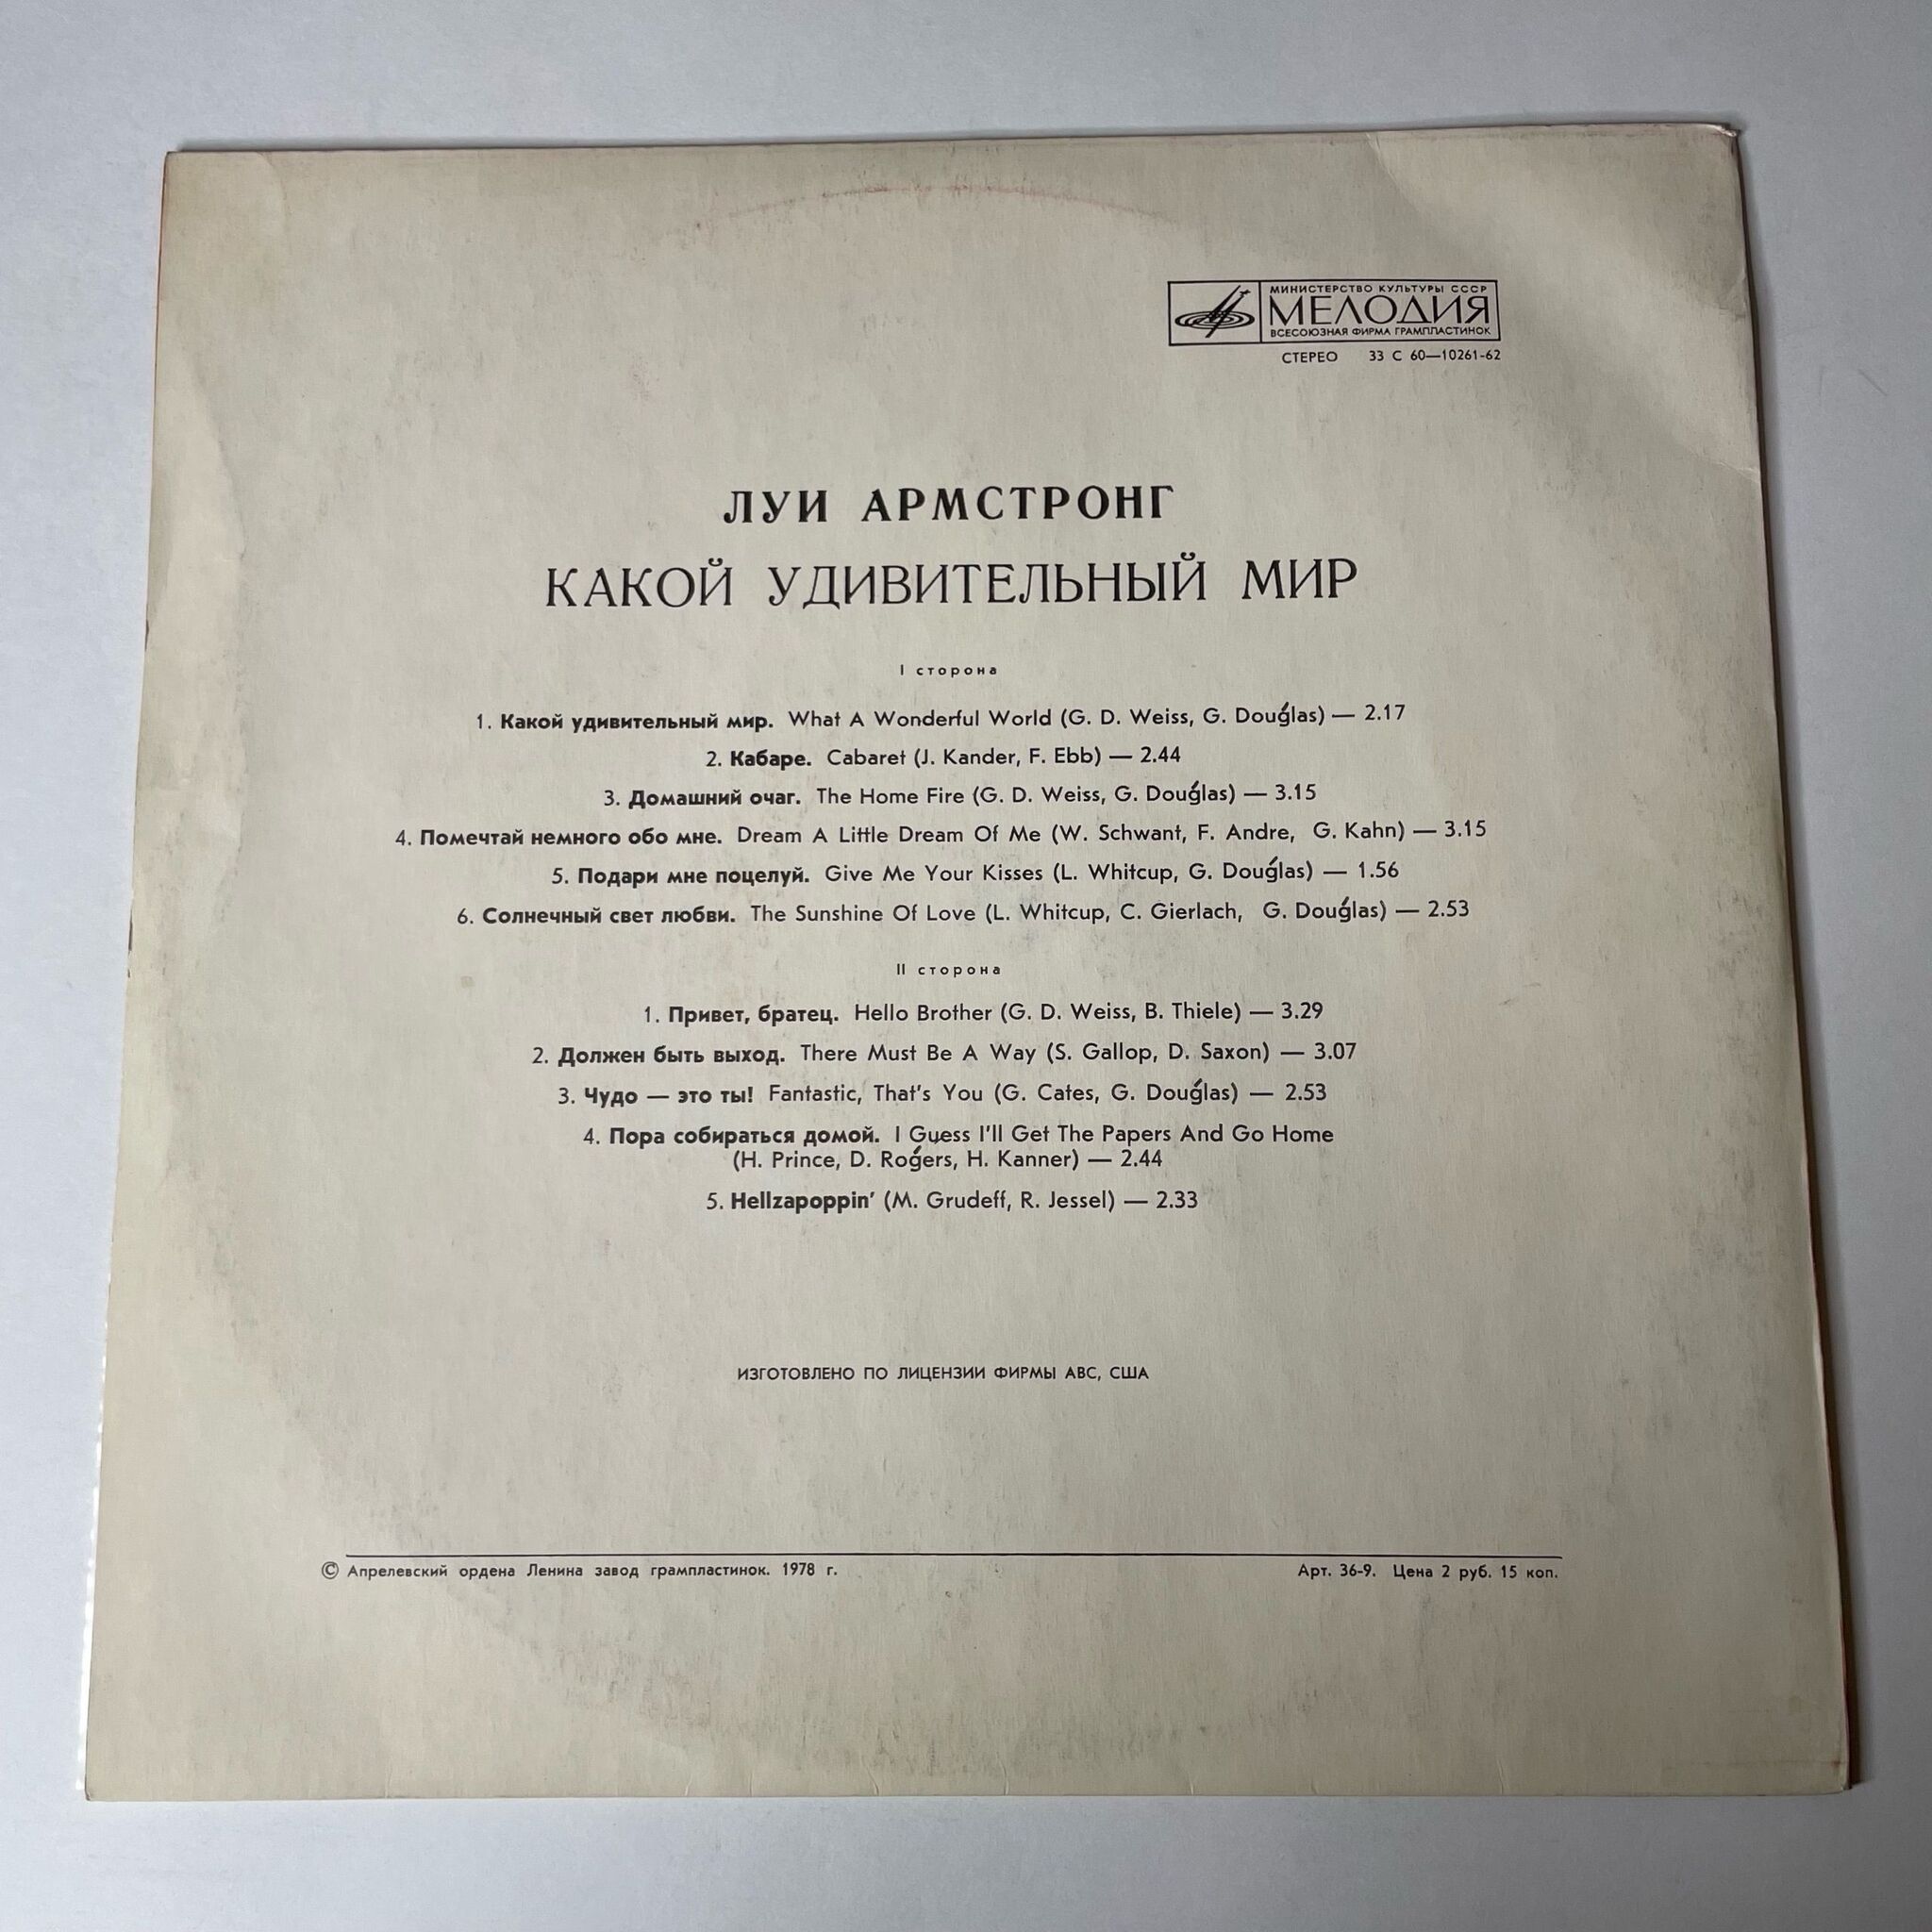 МИНИСТЕРСТВО КУЛЬТУРЫ СССР
МЕЛОДИЯ
ВСЕСОЮЗНАЯ ФИРМА ГРАМПЛАСТИНОК
СТЕРЕО 33 С 60—10261-62
ЛУИ АРМСТРОНГ
КАКОЙ УДИВИТЕЛЬНЫЙ МИР
I сторона
1. Какой удивительный мир. What A Wonderful World (G. D. Weiss, G. Douglas) — 2.17
2. Кабаре. Cabaret (J. Kander, F. Ebb) — 2.44
3. Домашний очаг. The Home Fire (G. D. Weiss, G. Douglas) — 3.15
4. Помечтай немного обо мне. Dream A Little Dream Of Me (W. Schwant, F. Andre, G. Kahn) — 3.15
5. Подари мне поцелуй. Give Me Your Kisses (L. Whitcup, G. Douglas) — 1.56
6. Солнечный свет любви. The Sunshine Of Love (L. Whitcup, C. Gierlach, G. Douglas) — 2.53
II сторона
1. Привет, братец. Hello Brother (G. D. Weiss, B. Thiele) — 3.29
2. Должен быть выход. There Must Be A Way (S. Gallop, D. Saxon) — 3.07
3. Чудо — это ты! Fantastic, That's You (G. Cates, G. Douglas) — 2.53
4. Пора собираться домой. I Guess I'll Get The Papers And Go Home
(H. Prince, D. Rogers, H. Kanner) — 2.44
5. Hellzapoppin' (M. Grudeff, R. Jessel) — 2.33
ИЗГОТОВЛЕНО ПО ЛИЦЕНЗИИ ФИРМЫ ABC, США
© Апрелевский ордена Ленина завод грампластинок. 1978 г.
Арт. 36-9. Цена 2 руб. 15 коп.